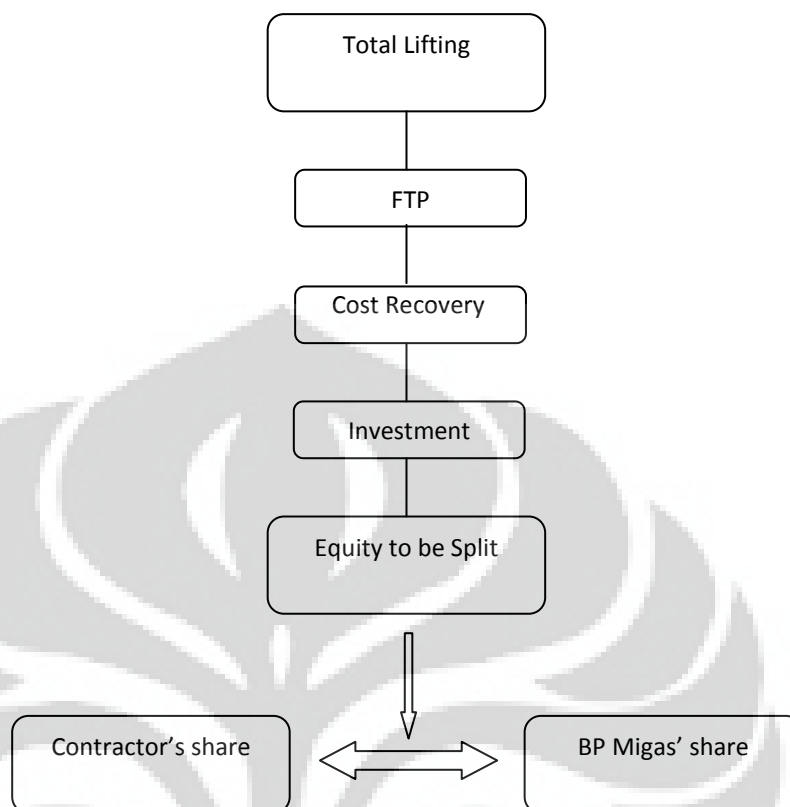 Total Lifting
FTP
Cost Recovery
Investment
Equity to be Split
Contractor’s share
BP Migas’ share